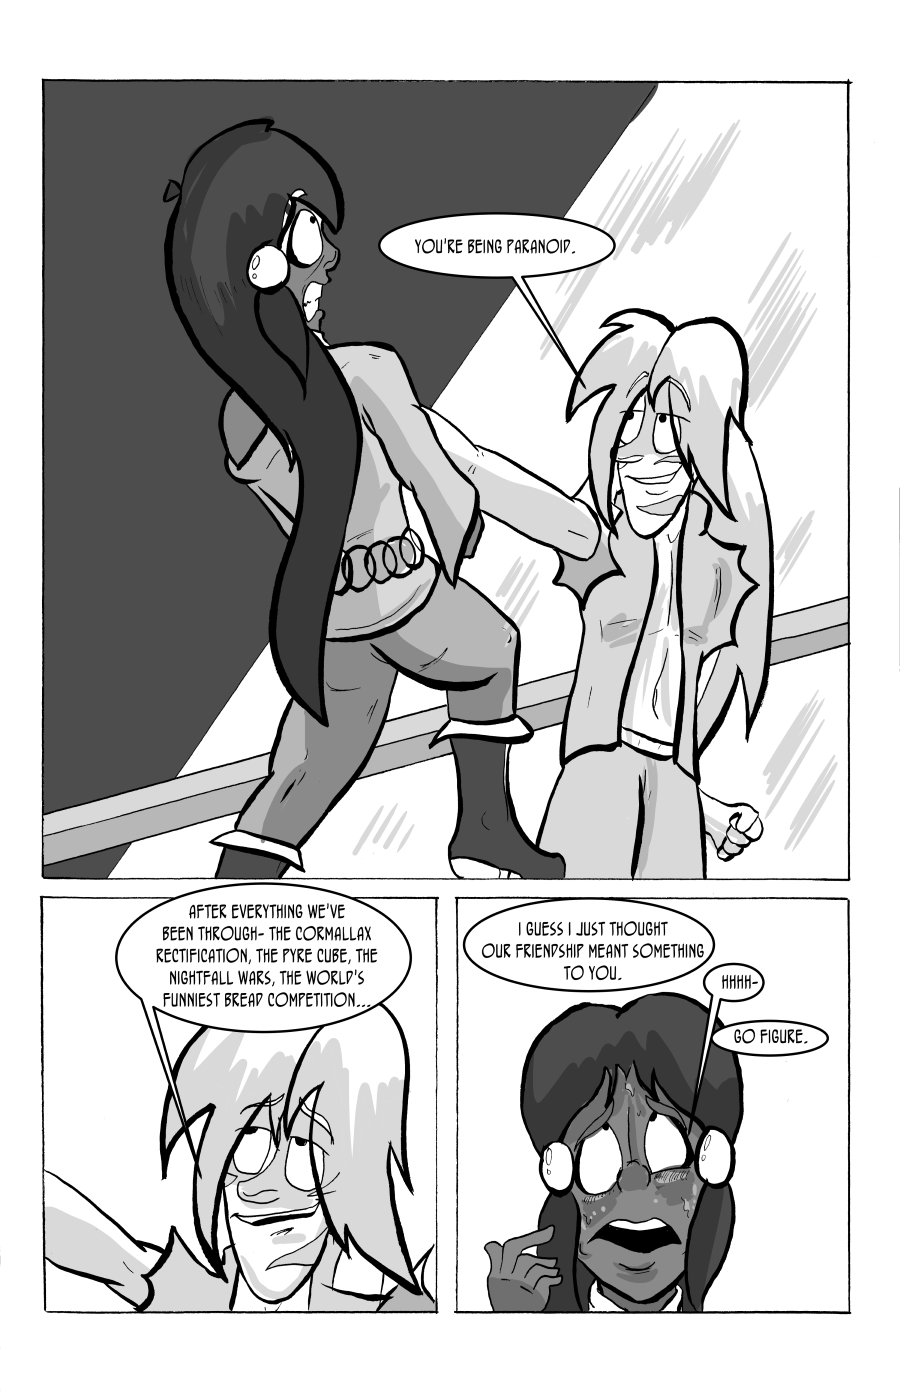 YOU'RE BEING PARANOID.
AFTER EVERYTHING WE'VE
BEEN THROUGH- THE CORMALLAX
RECTIFICATION, THE PYRE CUBE, THE
NIGHTFALL WARS, THE WORLD'S
FUNNIEST BREAD COMPETITION...
I GUESS I JUST THOUGHT
OUR FRIENDSHIP MEANT SOMETHING
TO YOU.
HHHH-
GO FIGURE.